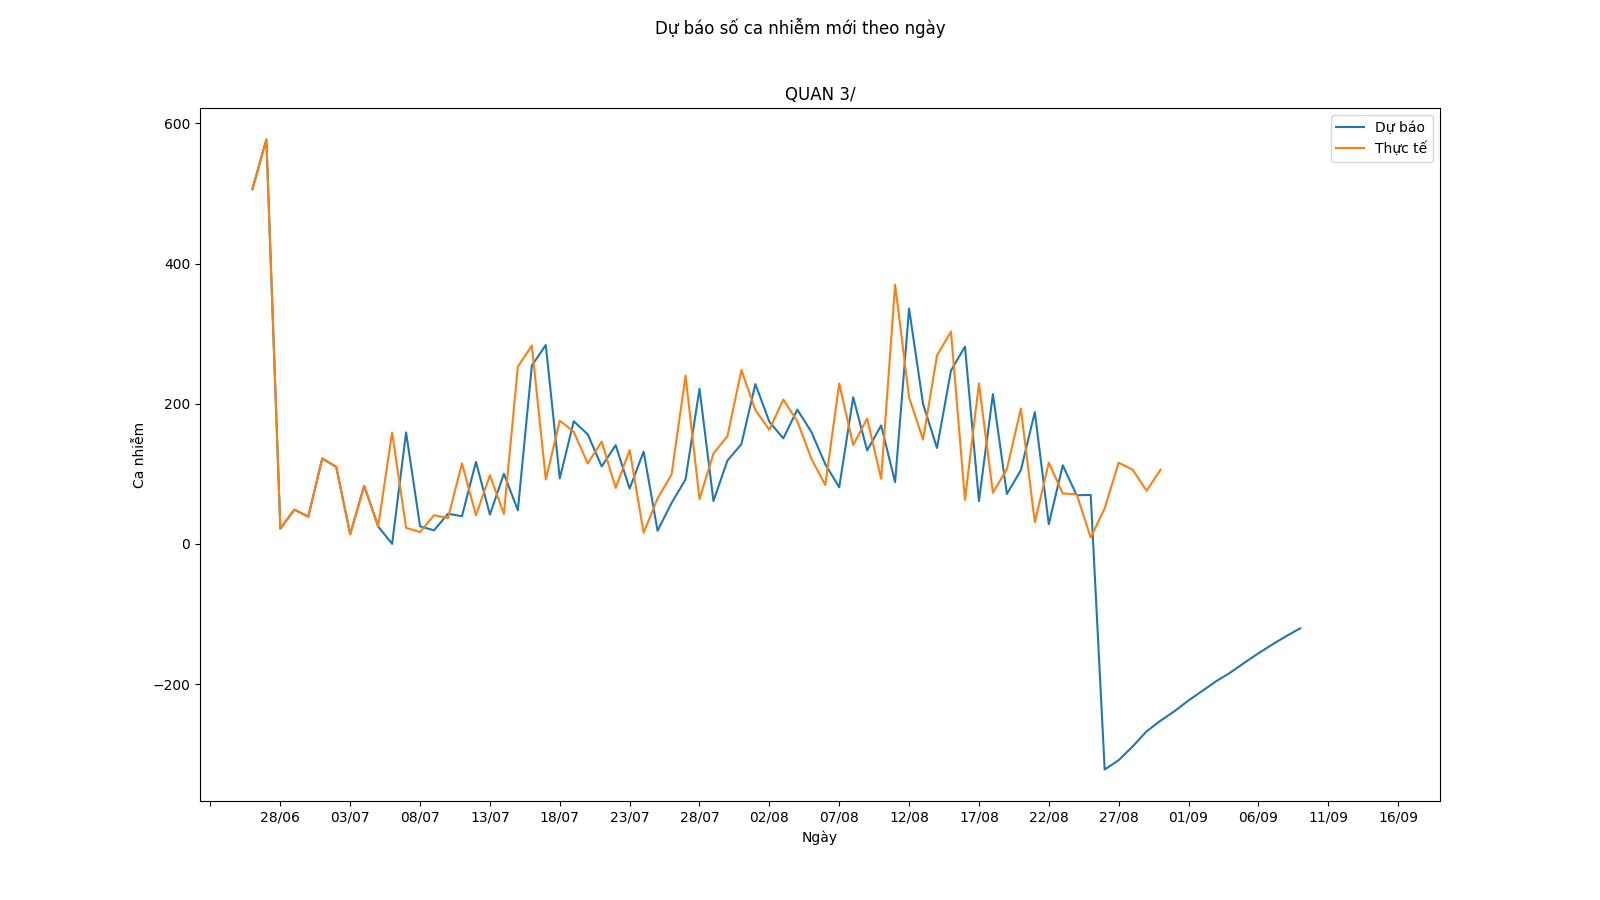 Dự báo số ca nhiễm mới theo ngày
QUAN 3/
Dự báo
Thực tế
600
400
200
0
−200
Ca nhiễm
28/06 03/07 08/07 13/07 18/07 23/07 28/07 02/08 07/08 12/08 17/08 22/08 27/08 01/09 06/09 11/09 16/09
Ngày